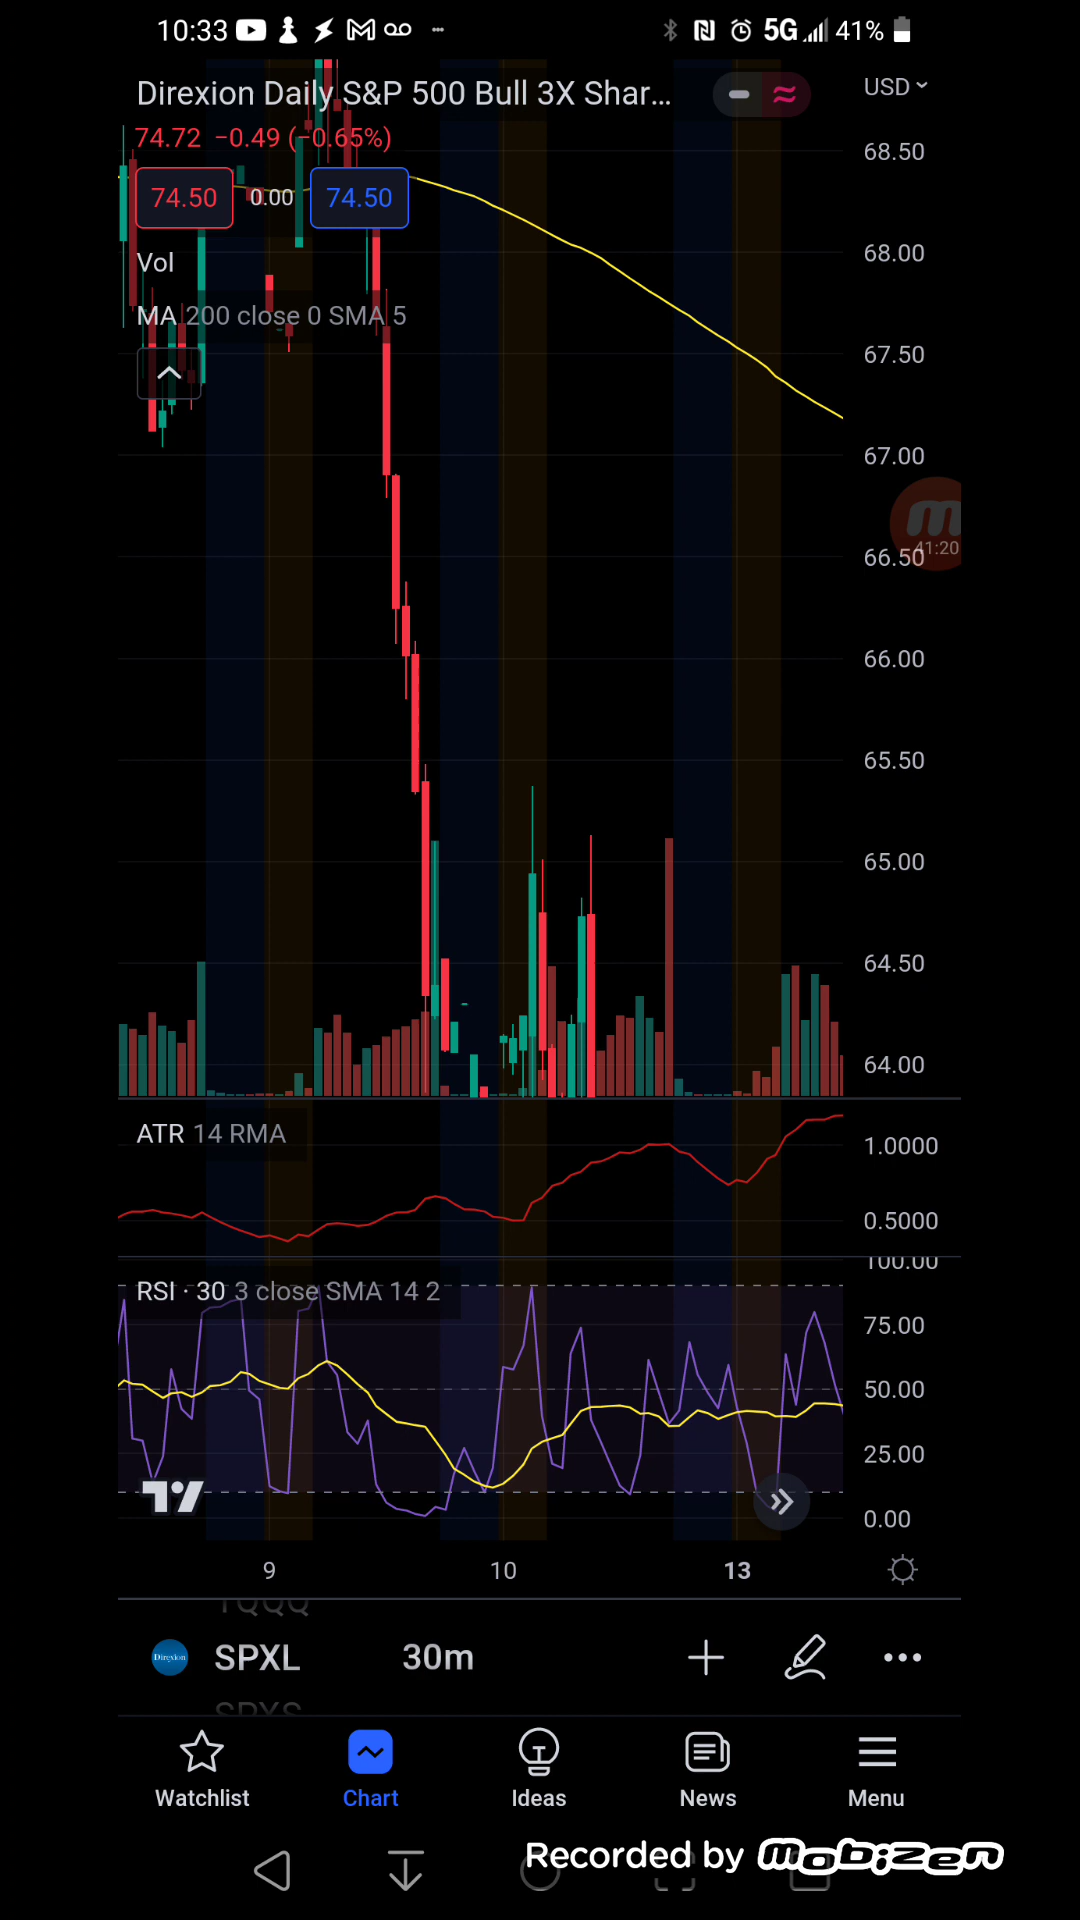 10:33 5G 41%
Direxion Daily S&P 500 Bull 3X Shar...
USD
74.72 −0.49 (−0.65%)
68.50
74.50 0.00 74.50
68.00
Vol
MA 200 close 0 SMA 5
67.50
67.00
66.50
41:20
66.00
65.50
65.00
64.50
64.00
ATR 14 RMA
1.0000
0.5000
100.00
RSI · 30 3 close SMA 14 2
75.00
50.00
25.00
0.00
9 10 13
TQQQ
Direxion
SPXL 30m
SPXS
Watchlist Chart Ideas News Menu
Recorded by mobizen